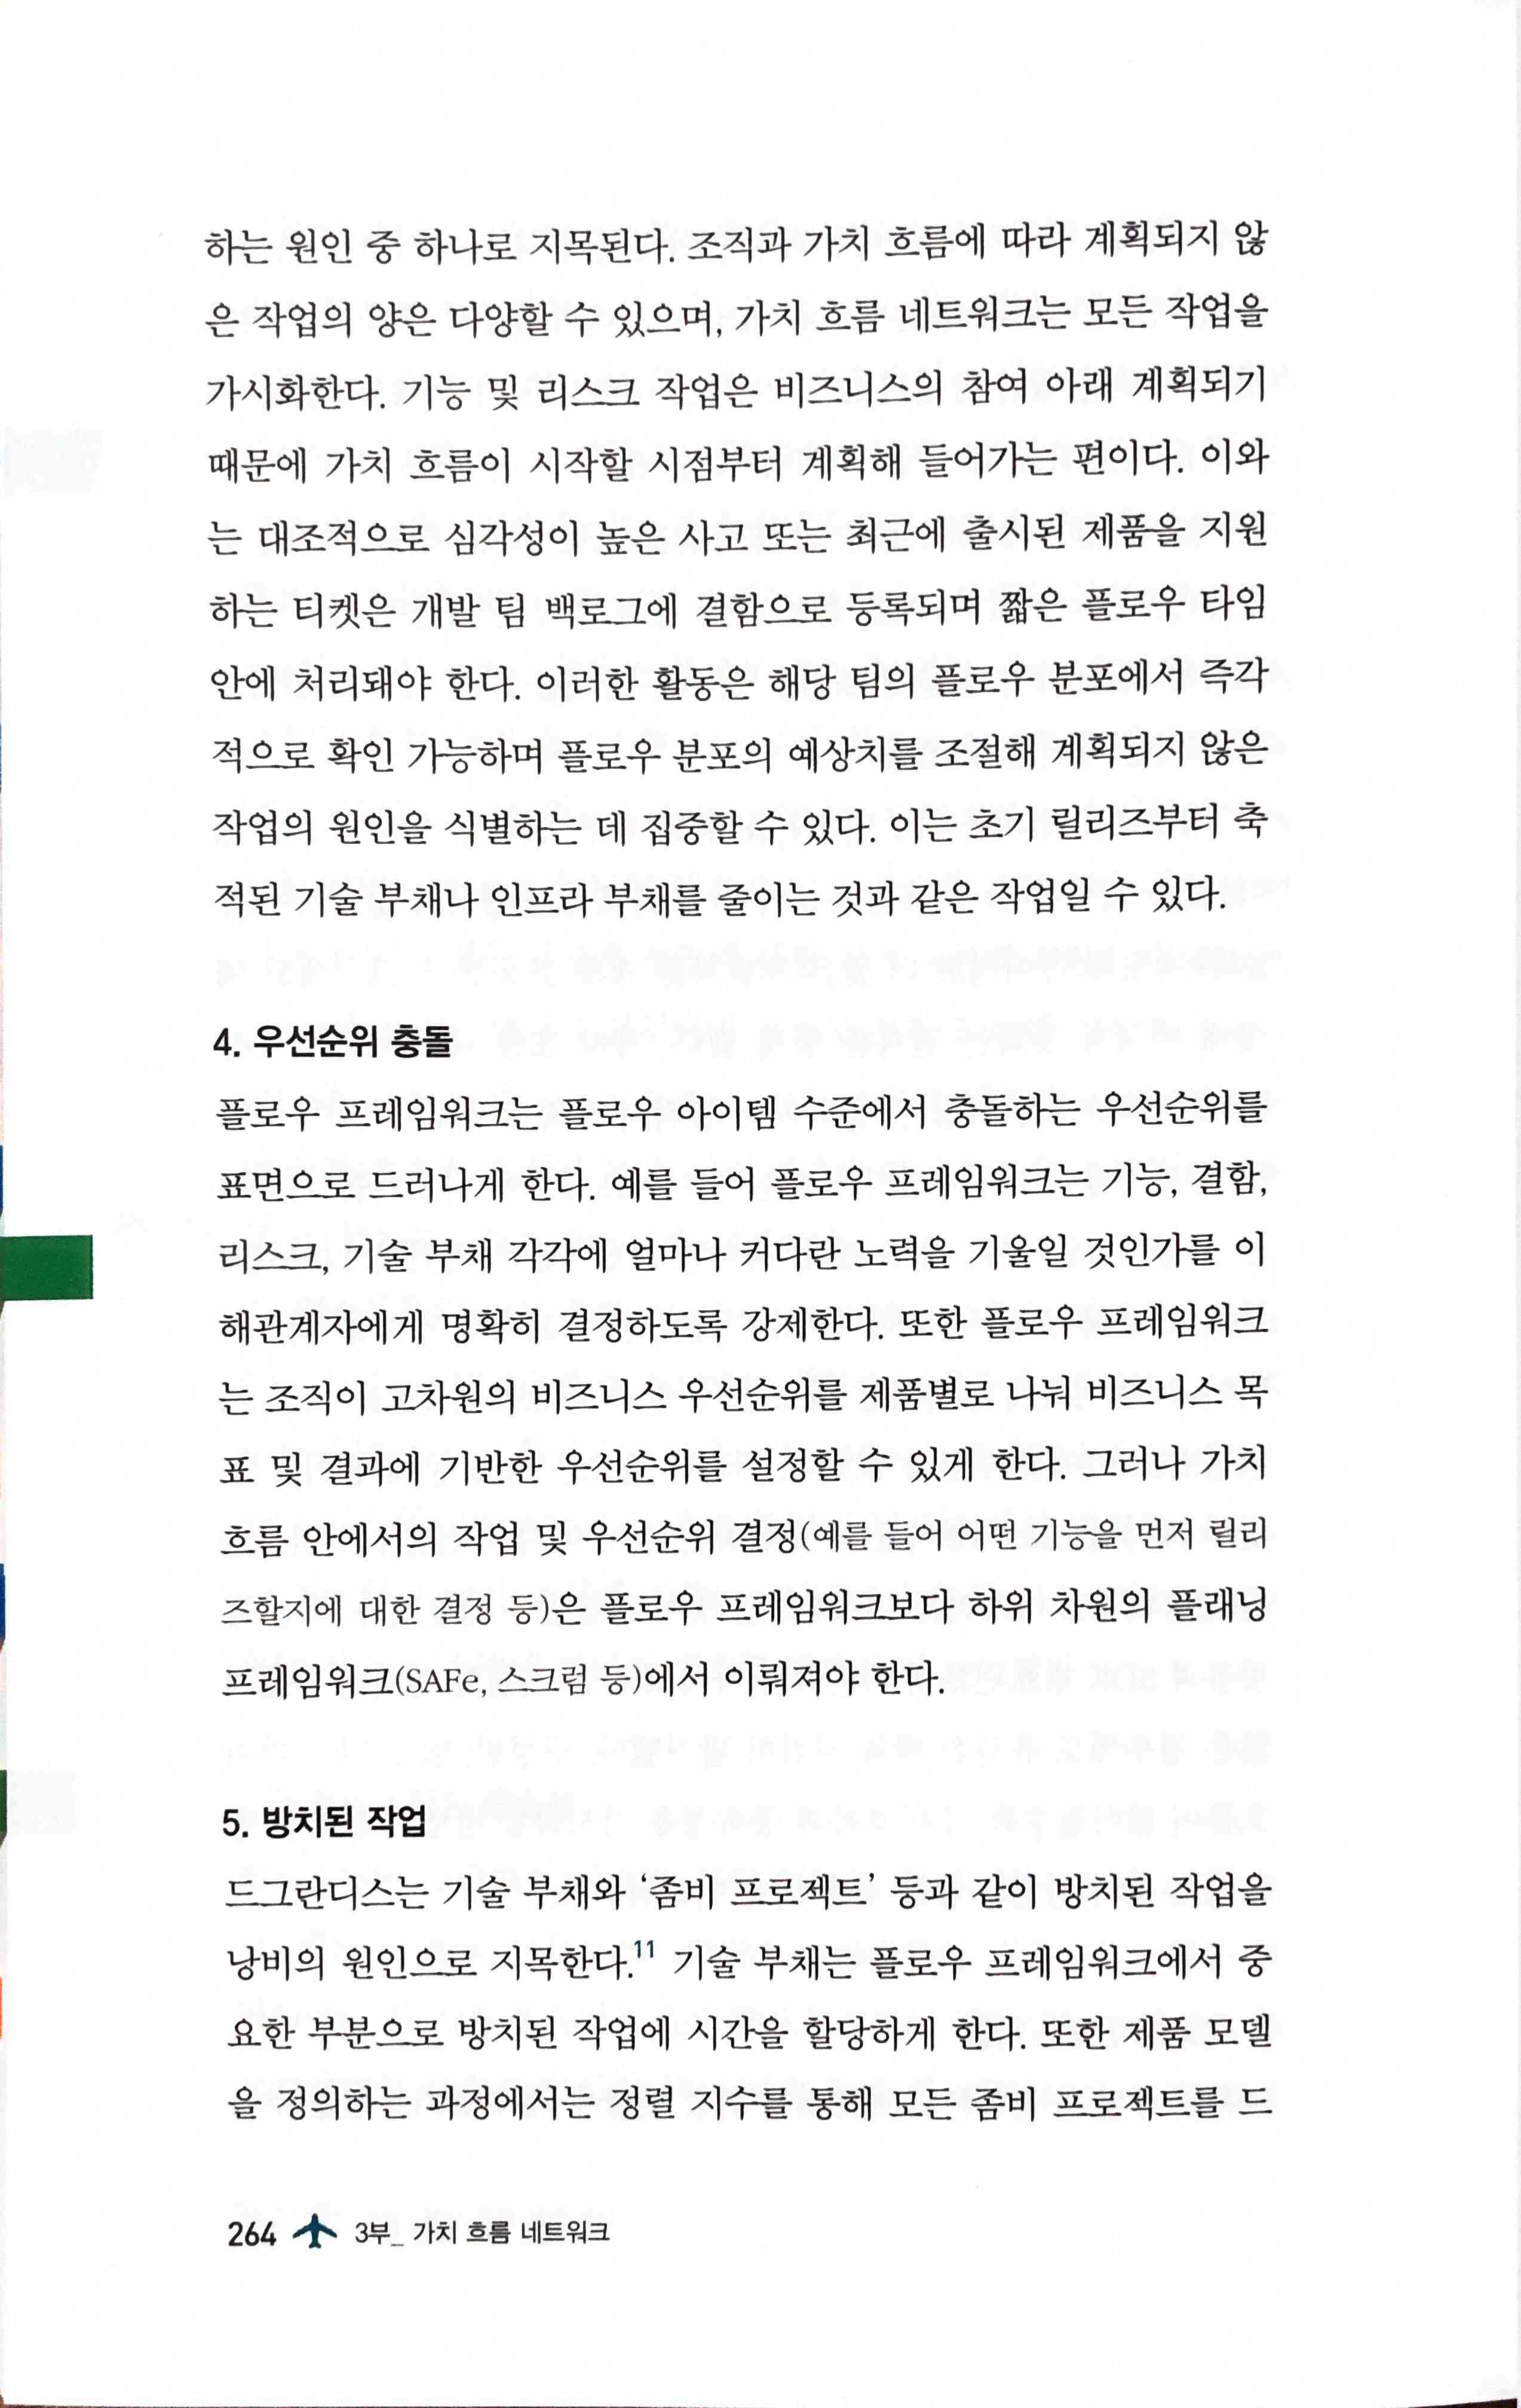 하는 원인 중 하나로 지목된다. 조직과 가치 흐름에 따라 계획되지 않
은 작업의 양은 다양할 수 있으며, 가치 흐름 네트워크는 모든 작업을
가시화한다. 기능 및 리스크 작업은 비즈니스의 참여 아래 계획되기
때문에 가치 흐름이 시작할 시점부터 계획해 들어가는 편이다. 이와
는 대조적으로 심각성이 높은 사고 또는 최근에 출시된 제품을 지원
하는 티켓은 개발 팀 백로그에 결함으로 등록되며 짧은 플로우 타임
안에 처리돼야 한다. 이러한 활동은 해당 팀의 플로우 분포에서 즉각
적으로 확인 가능하며 플로우 분포의 예상치를 조절해 계획되지 않은
작업의 원인을 식별하는 데 집중할 수 있다. 이는 초기 릴리즈부터 축
적된 기술 부채나 인프라 부채를 줄이는 것과 같은 작업일 수 있다.
4. 우선순위 충돌
플로우 프레임워크는 플로우 아이템 수준에서 충돌하는 우선순위를
표면으로 드러나게 한다. 예를 들어 플로우 프레임워크는 기능, 결함,
리스크, 기술 부채 각각에 얼마나 커다란 노력을 기울일 것인가를 이
해관계자에게 명확히 결정하도록 강제한다. 또한 플로우 프레임워크
는 조직이 고차원의 비즈니스 우선순위를 제품별로 나눠 비즈니스 목
표 및 결과에 기반한 우선순위를 설정할 수 있게 한다. 그러나 가치
흐름 안에서의 작업 및 우선순위 결정(예를 들어 어떤 기능을 먼저 릴리
즈할지에 대한 결정 등)은 플로우 프레임워크보다 하위 차원의 플래닝
프레임워크(SAFe, 스크럼 등)에서 이뤄져야 한다.
5. 방치된 작업
드그란디스는 기술 부채와 ‘좀비 프로젝트’ 등과 같이 방치된 작업을
낭비의 원인으로 지목한다.11 기술 부채는 플로우 프레임워크에서 중
요한 부분으로 방치된 작업에 시간을 할당하게 한다. 또한 제품 모델
을 정의하는 과정에서는 정렬 지수를 통해 모든 좀비 프로젝트를 드
264 3부_ 가치 흐름 네트워크